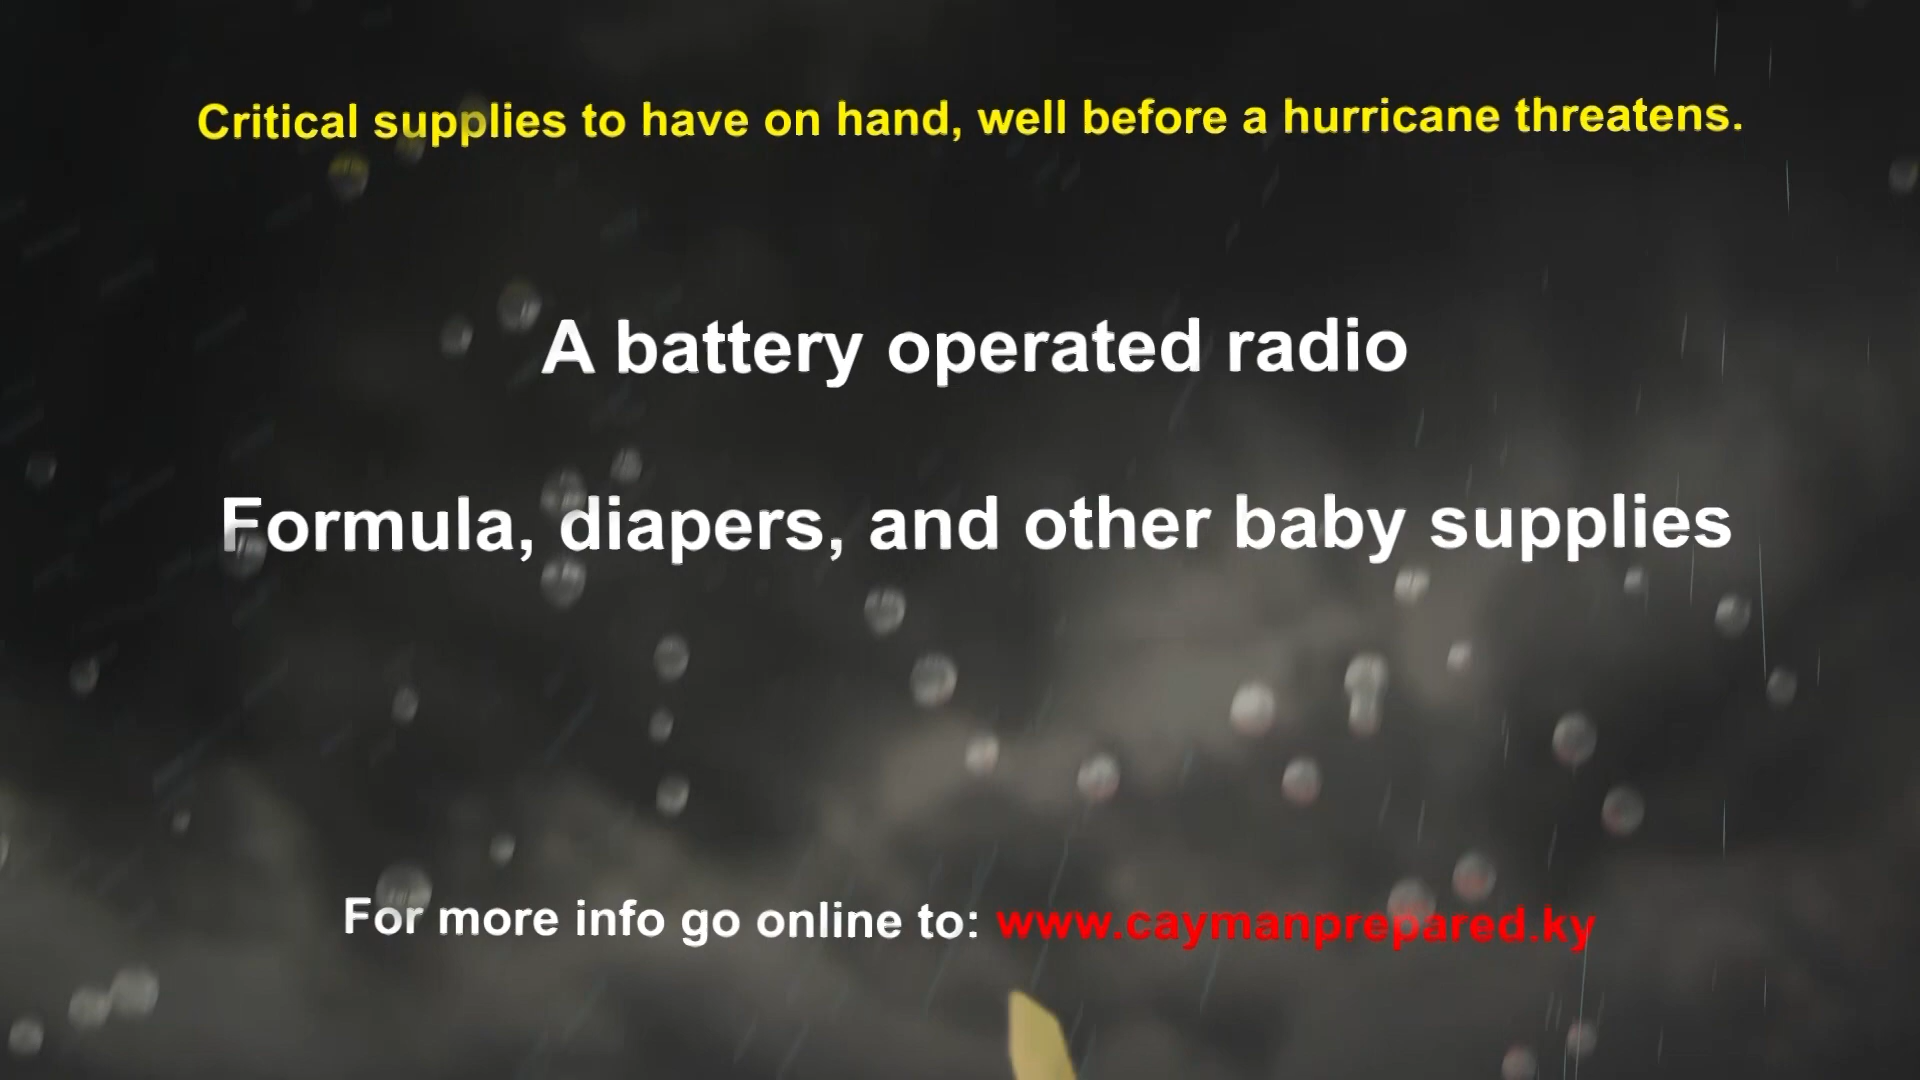 Critical supplies to have on hand, well before a hurricane threatens.
A battery operated radio
Formula, diapers, and other baby supplies
For more info go online to: www.caymanprepared.ky